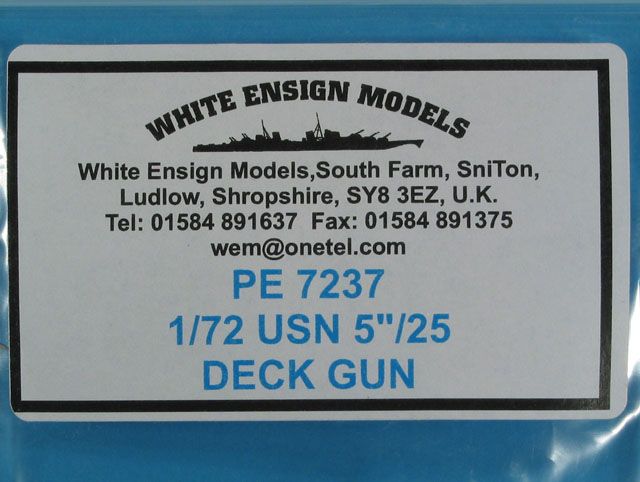 WHITE ENSIGN MODELS
White Ensign Models,South Farm, SniTon,
Ludlow, Shropshire, SY8 3EZ, U.K.
Tel: 01584 891637 Fax: 01584 891375
wem@onetel.com
PE 7237
1/72 USN 5"/25
DECK GUN